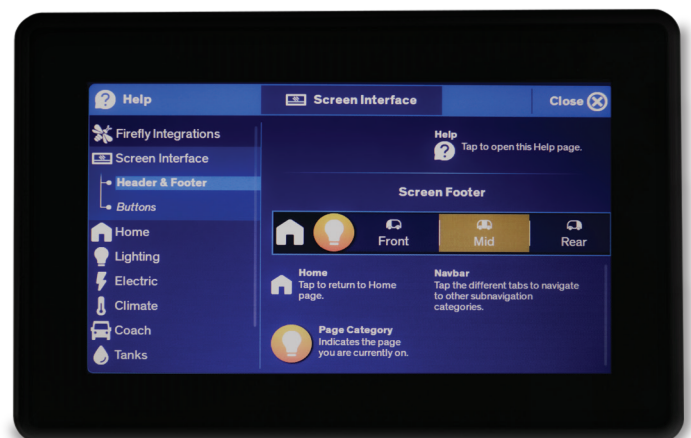 Help
Screen Interface
Close
Firefly Integrations
Screen Interface
Header & Footer
Buttons
Home
Lighting
Electric
Climate
Coach
Tanks
Help
Tap to open this Help page.
Screen Footer
Front
Mid
Rear
Home
Tap to return to Home
page.
Navbar
Tap the different tabs to navigate
to other subnavigation
categories.
Page Category
Indicates the page
you are currently on.